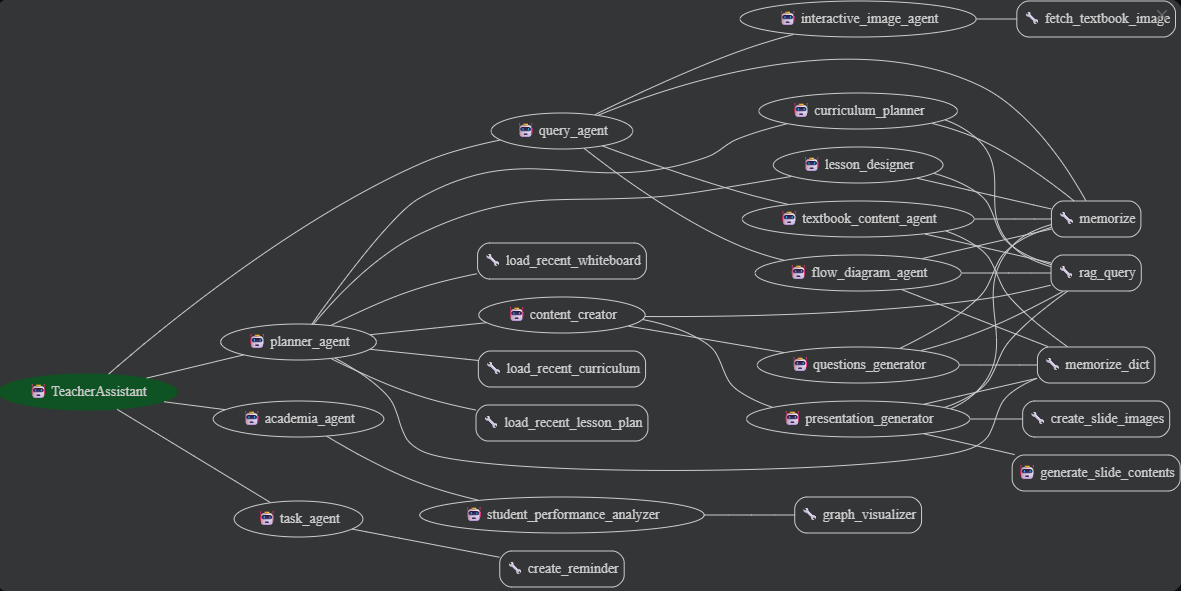 interactive_image_agent
fetch_textbook_image
query_agent
curriculum_planner
lesson_designer
textbook_content_agent
memorize
load_recent_whiteboard
flow_diagram_agent
rag_query
content_creator
planner_agent
load_recent_curriculum
questions_generator
memorize_dict
TeacherAssistant
academia_agent
load_recent_lesson_plan
presentation_generator
create_slide_images
generate_slide_contents
task_agent
student_performance_analyzer
graph_visualizer
create_reminder